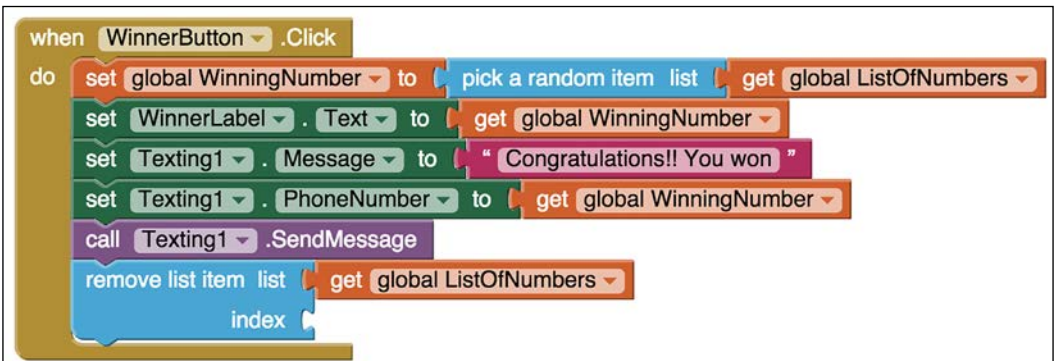 when WinnerButton .Click
do set global WinningNumber to pick a random item list get global ListOfNumbers
set WinnerLabel . Text to get global WinningNumber
set Texting1 . Message to " Congratulations!! You won "
set Texting1 . PhoneNumber to get global WinningNumber
call Texting1 .SendMessage
remove list item list get global ListOfNumbers
index